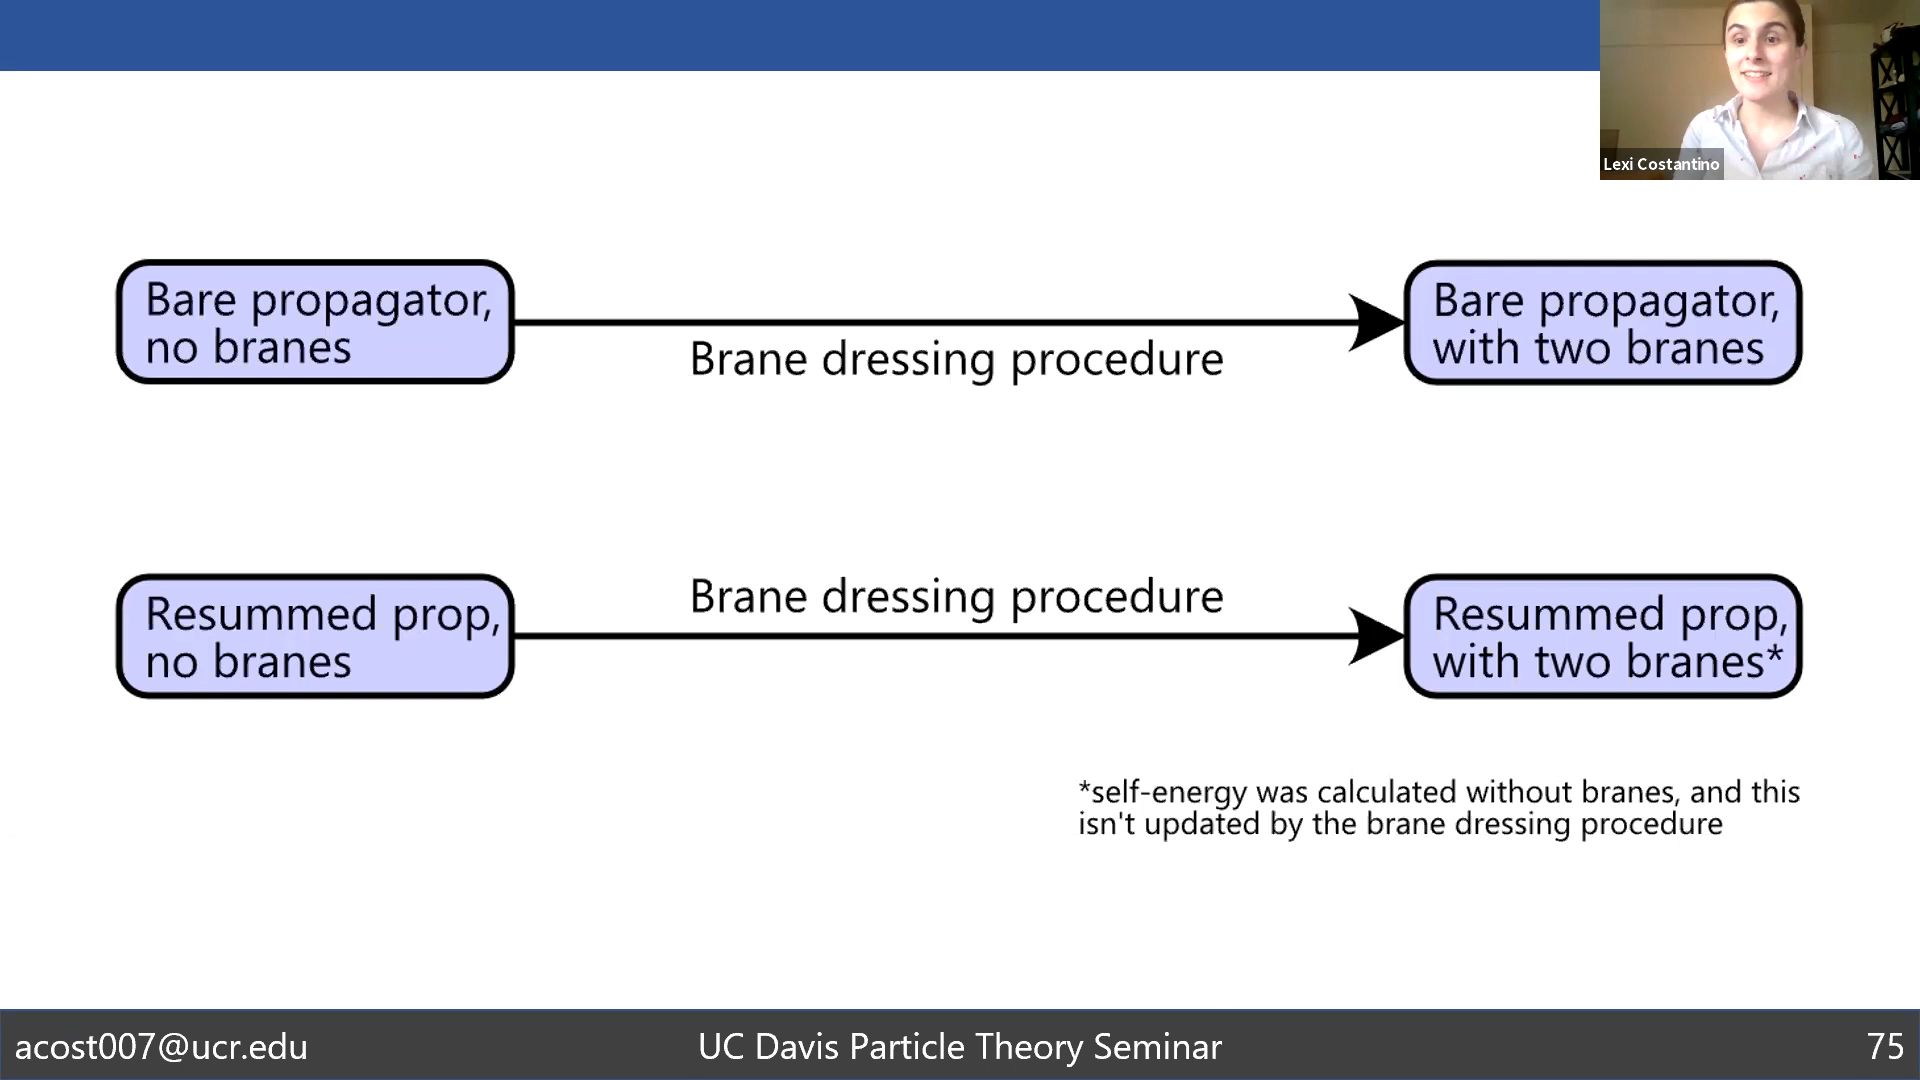 Lexi Costantino
Bare propagator,
no branes
Brane dressing procedure
Bare propagator,
with two branes
Resummed prop,
no branes
Brane dressing procedure
Resummed prop,
with two branes*
*self-energy was calculated without branes, and this
isn't updated by the brane dressing procedure
acost007@ucr.edu
UC Davis Particle Theory Seminar
75